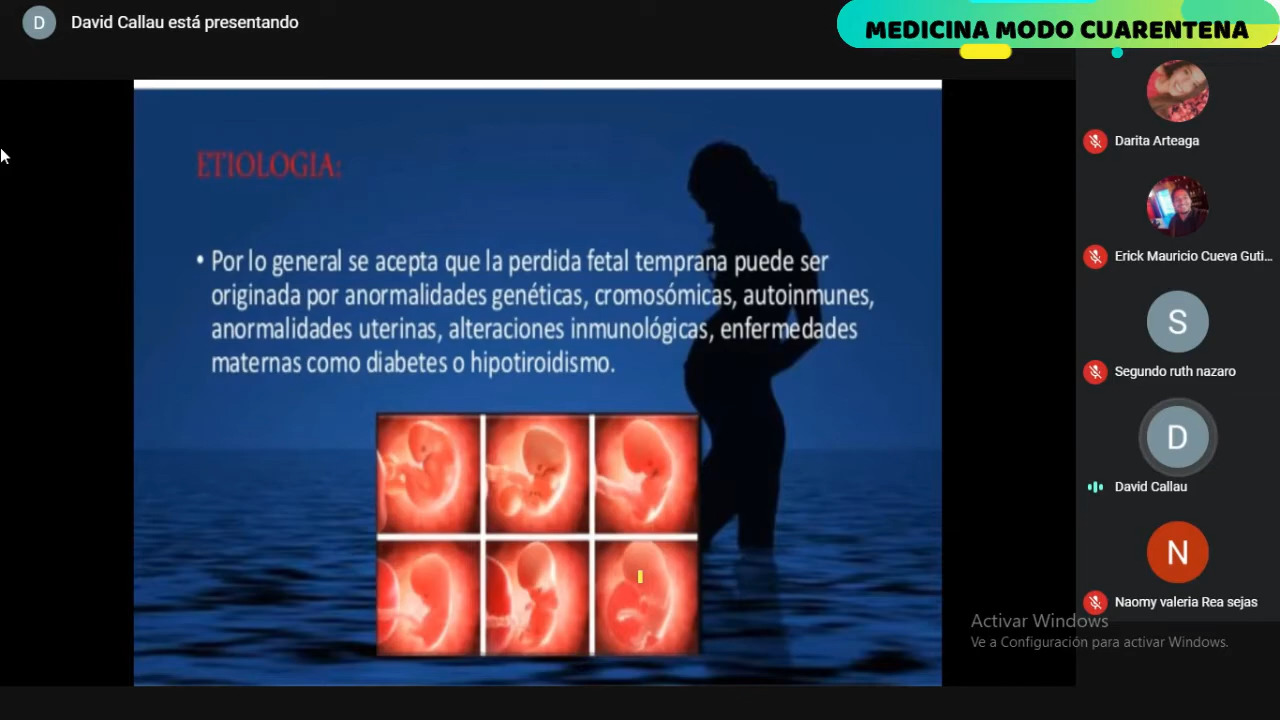 D
David Callau está presentando
MEDICINA MODO CUARENTENA
ETIOLOGIA:
• Por lo general se acepta que la perdida fetal temprana puede ser
originada por anormalidades genéticas, cromosómicas, autoinmunes,
anormalidades uterinas, alteraciones inmunológicas, enfermedades
maternas como diabetes o hipotiroidismo.
Darita Arteaga
Erick Mauricio Cueva Guti...
S
Segundo ruth nazaro
D
David Callau
N
Naomy valeria Rea sejas
Activar Windows
Ve a Configuración para activar Windows.